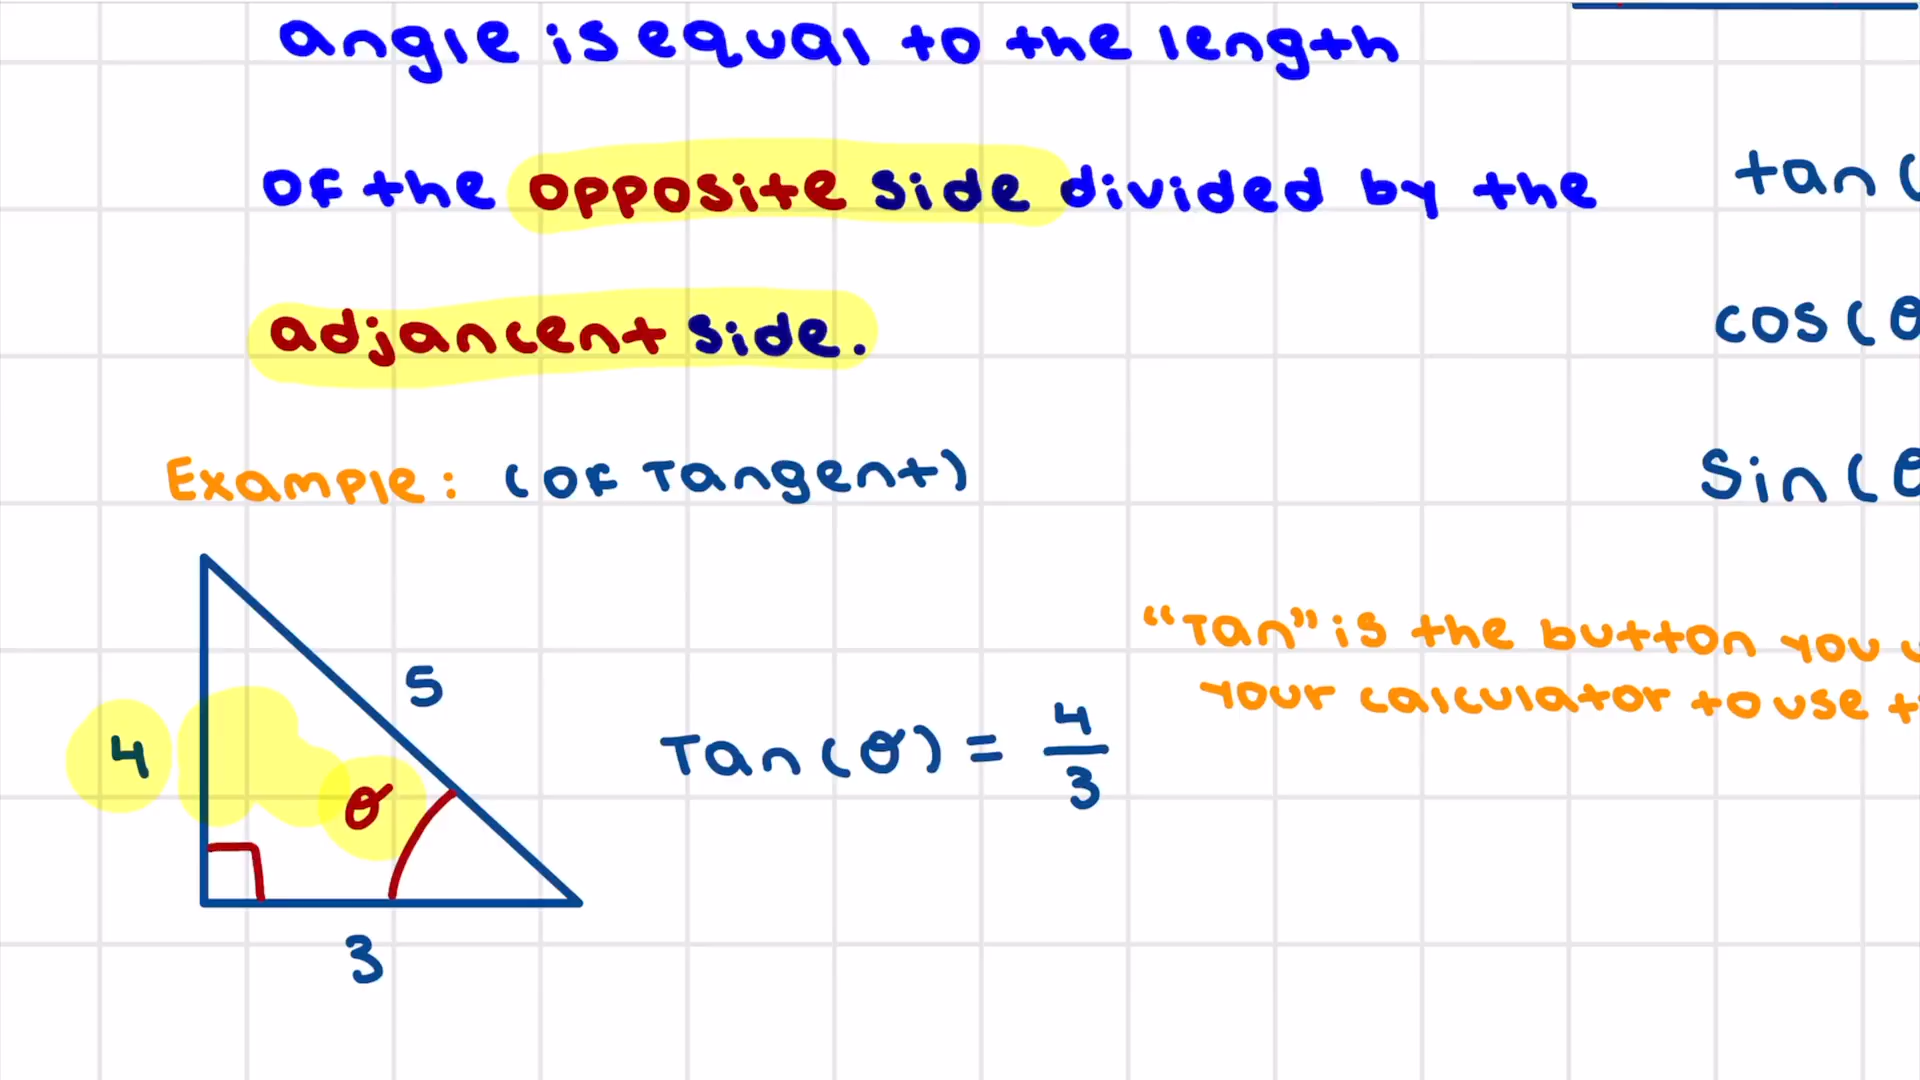 angle is equal to the length
of the opposite side divided by the
adjancent side.
tan (
cos ( θ
Sin ( θ
Example: (of Tangent)
"Tan" is the button you
your calculator to use
5
4
θ
Tan (θ) = 4/3
3